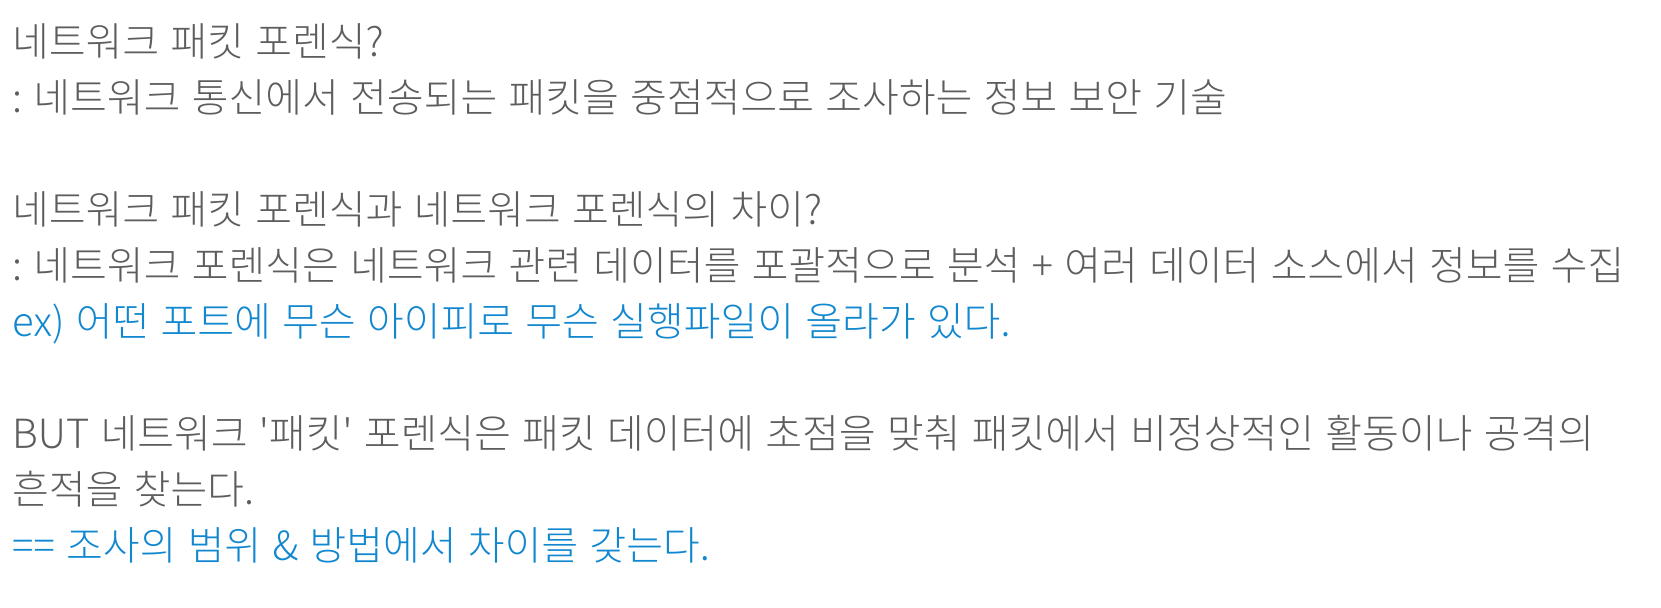 네트워크 패킷 포렌식?
: 네트워크 통신에서 전송되는 패킷을 중점적으로 조사하는 정보 보안 기술
네트워크 패킷 포렌식과 네트워크 포렌식의 차이?
: 네트워크 포렌식은 네트워크 관련 데이터를 포괄적으로 분석 + 여러 데이터 소스에서 정보를 수집
ex) 어떤 포트에 무슨 아이피로 무슨 실행파일이 올라가 있다.
BUT 네트워크 '패킷' 포렌식은 패킷 데이터에 초점을 맞춰 패킷에서 비정상적인 활동이나 공격의
흔적을 찾는다.
== 조사의 범위 & 방법에서 차이를 갖는다.